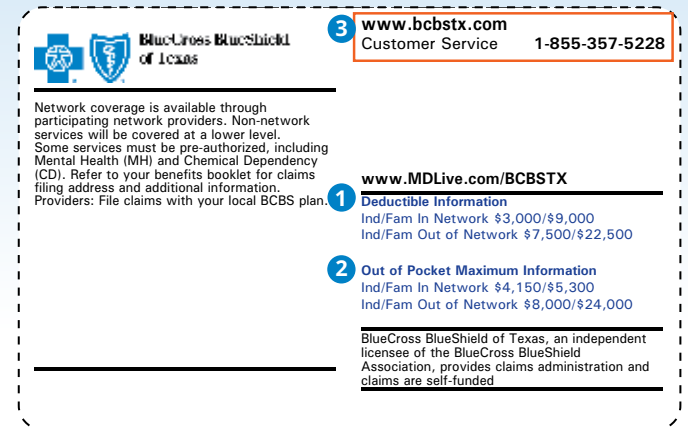 BlueCross BlueShield
of Texas
Network coverage is available through
participating network providers. Non-network
services will be covered at a lower level.
Some services must be pre-authorized, including
Mental Health (MH) and Chemical Dependency
(CD). Refer to your benefits booklet for claims
filing address and additional information.
Providers: File claims with your local BCBS plan.
3
www.bcbstx.com
Customer Service 1-855-357-5228
www.MDLive.com/BCBSTX
1
Deductible Information
Ind/Fam In Network $3,000/$9,000
Ind/Fam Out of Network $7,500/$22,500
2
Out of Pocket Maximum Information
Ind/Fam In Network $4,150/$5,300
Ind/Fam Out of Network $8,000/$24,000
BlueCross BlueShield of Texas, an independent
licensee of the BlueCross BlueShield
Association, provides claims administration and
claims are self-funded